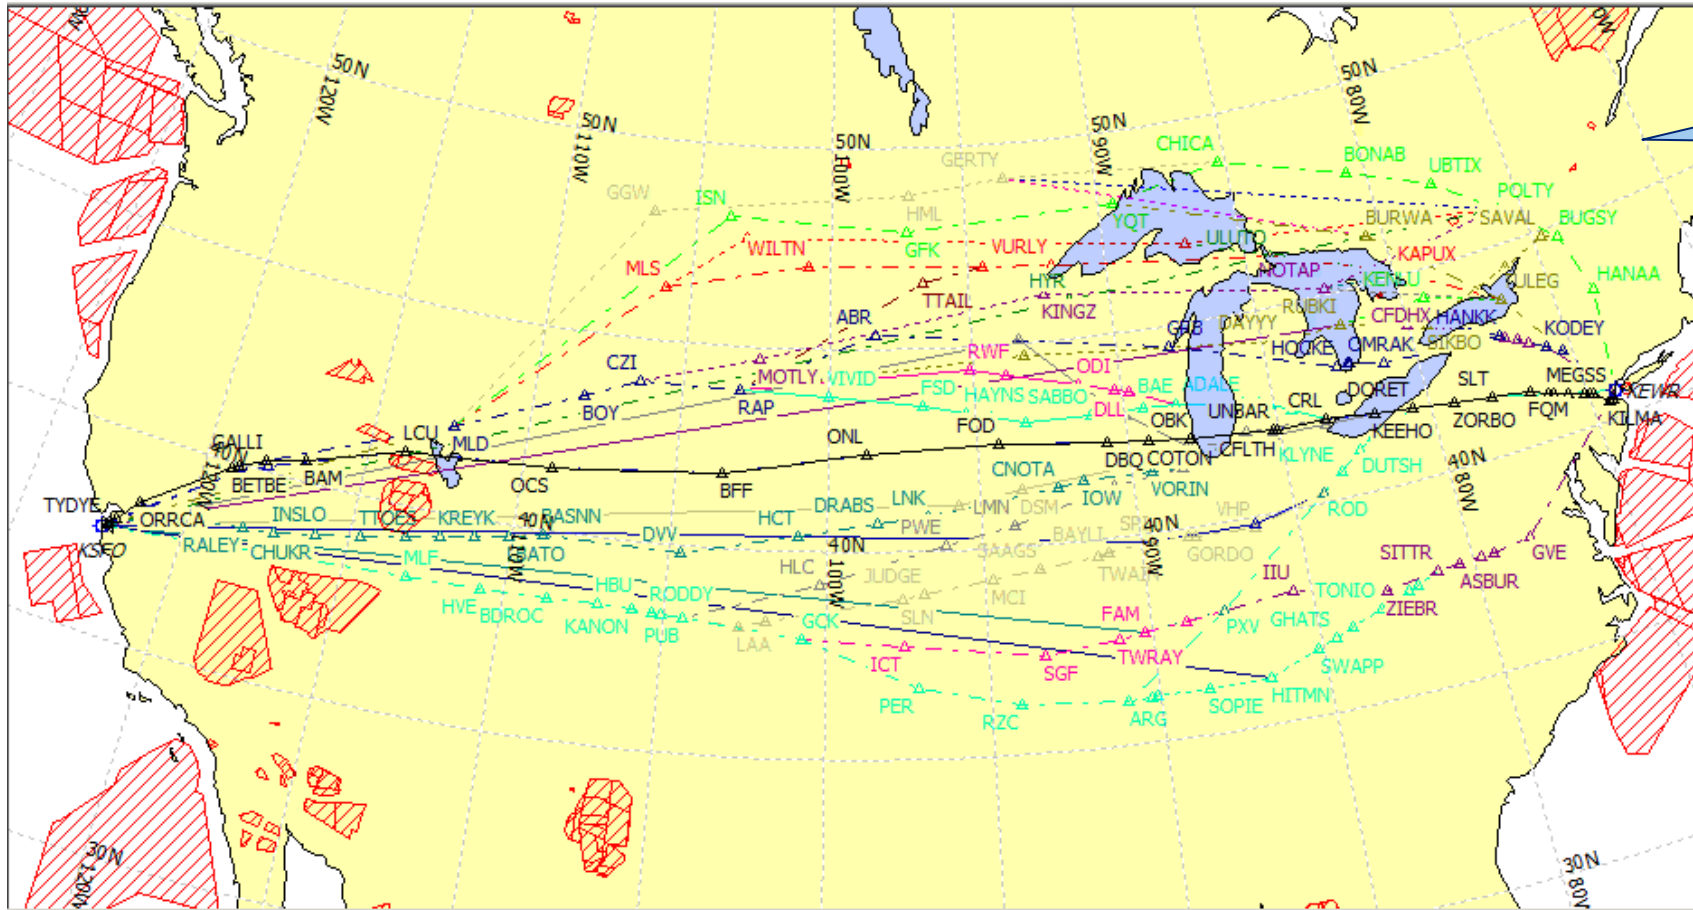 50N
120W
50N
110W
50N
100W
50N
90W
50N
80W
GERTY
CHICA
BONAB
UBTIX
POLTY
GGW
ISN
HML
YQT
BURWA
SAVAL
BUGSY
WILTN
VURLY
GFK
ULUTO
KAPUX
MLS
HYR
NOTAP
KENLU
ULEG
HANAA
TTAIL
KINGZ
RUBKI
ABR
GRB
DAYYY
CFDHX
HANKK
KODEY
CZI
RWF
HOCKE
OMRAK
SIKBO
MOTLY
VIVID
ODI
BOY
RAP
FSD
HAYNS
SABBO
BAE
ADALE
DORET
SLT
MEGSS
KEWR
DLL
UNBAR
CRL
ZORBO
FQM
KILMA
GALLI
LCU
MLD
ONL
FOD
OBK
KEEHO
40N
120W
BETBE
BAM
OCS
BFF
CNOTA
DBQ
COTON
CFLTH
KLYNE
DUTSH
40N
80W
TYDYE
ORRCA
INSLO
KREYK
BASNN
40N
110W
DVV
HCT
DRABS
LNK
LMN
DSM
IOW
VORIN
ROD
KSFO
RALEY
CHUKR
MLF
HBU
RODDY
HLC
40N
100W
PWE
SAAGS
BAYLI
40N
90W
VHP
GORDO
HVE
BDROC
KANON
PUB
LAA
GCK
JUDGE
SLN
MCI
TWAIN
IIU
SITTR
GVE
ASBUR
TONIO
ZIEBR
FAM
PXV
GHATS
ICT
SGF
TWRAY
SWAPP
PER
RZC
ARG
SOPIE
HITMN
30N
120W
30N
80W